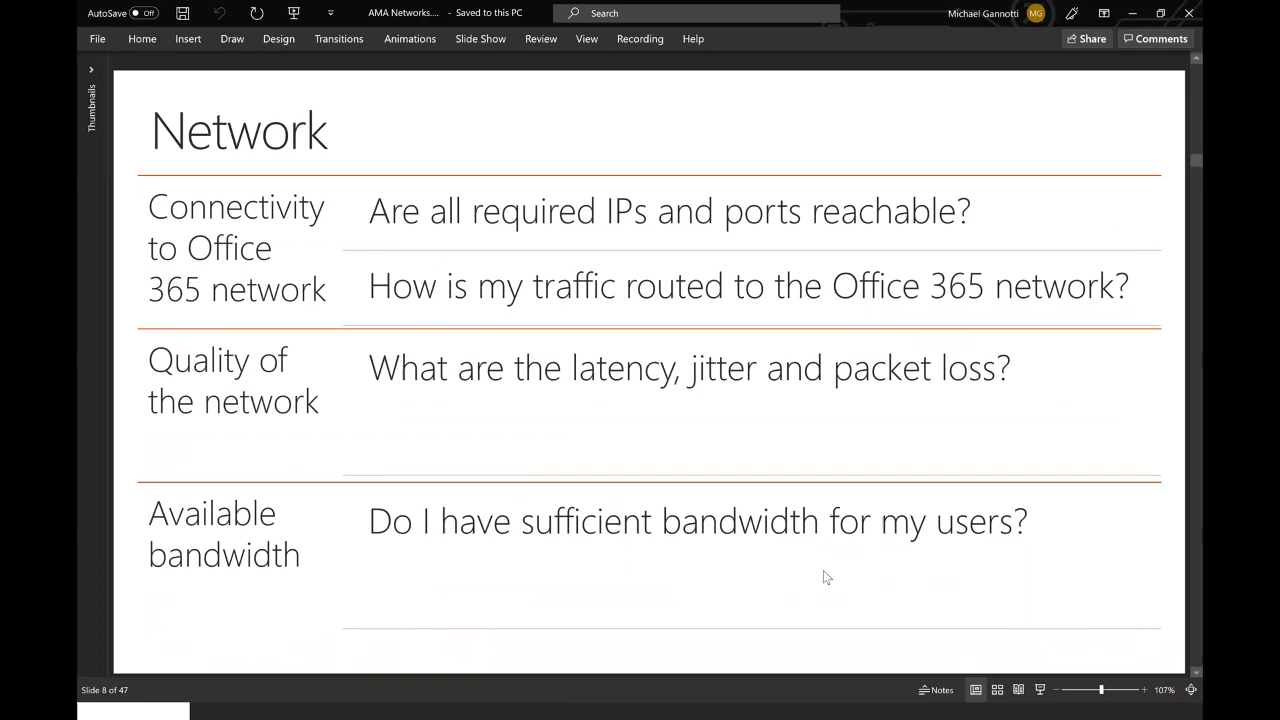 AutoSave Off AMA Networks.... - Saved to this PC Search Michael Gannotti MG
File Home Insert Draw Design Transitions Animations Slide Show Review View Recording Help Share Comments
Thumbnails
Network
Connectivity
to Office
365 network
Are all required IPs and ports reachable?
How is my traffic routed to the Office 365 network?
Quality of
the network
What are the latency, jitter and packet loss?
Available
bandwidth
Do I have sufficient bandwidth for my users?
Slide 8 of 47 Notes 107%